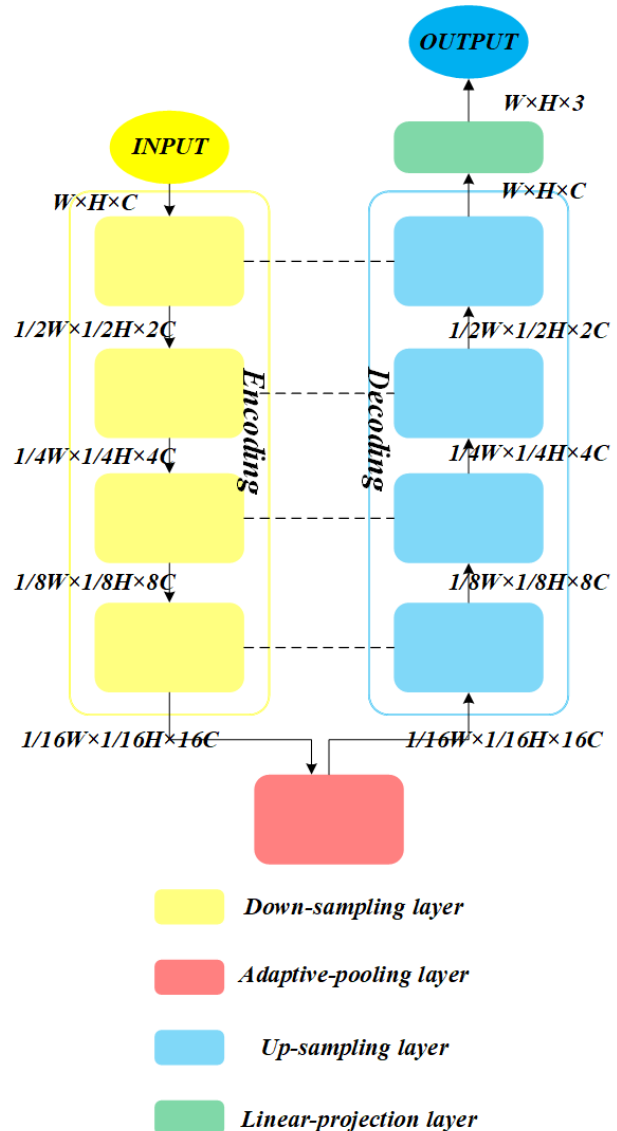 OUTPUT
W×H×3
INPUT
W×H×C
W×H×C
1/2W×1/2H×2C
1/2W×1/2H×2C
Encoding
Decoding
1/4W×1/4H×4C
1/4W×1/4H×4C
1/8W×1/8H×8C
1/8W×1/8H×8C
1/16W×1/16H×16C
1/16W×1/16H×16C
Down-sampling layer
Adaptive-pooling layer
Up-sampling layer
Linear-projection layer